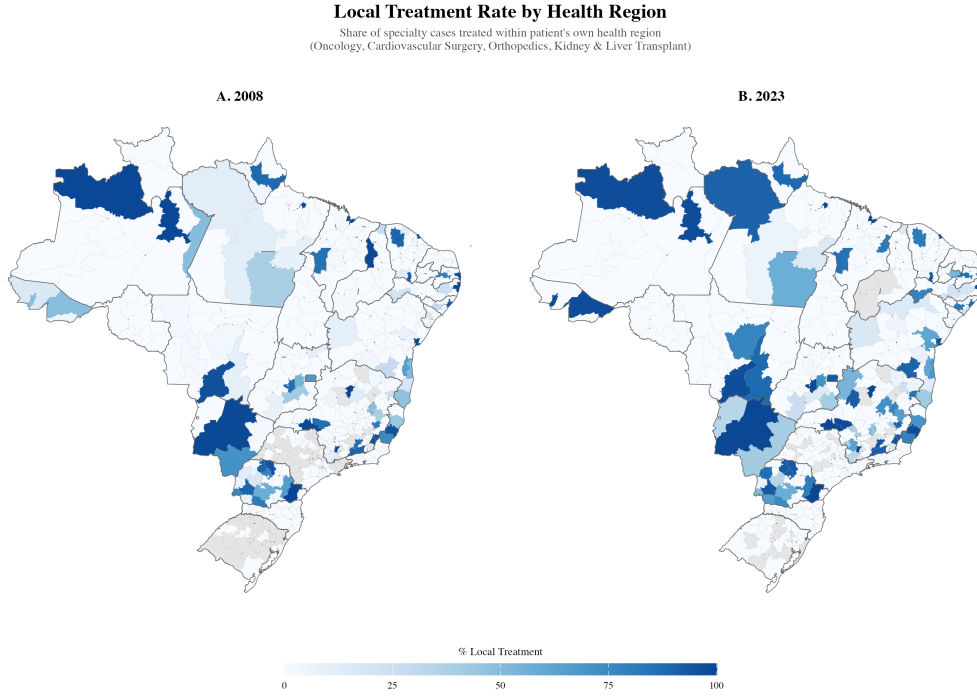 Local Treatment Rate by Health Region
Share of specialty cases treated within patient's own health region
(Oncology, Cardiovascular Surgery, Orthopedics, Kidney & Liver Transplant)
A. 2008
B. 2023
% Local Treatment
0
25
50
75
100